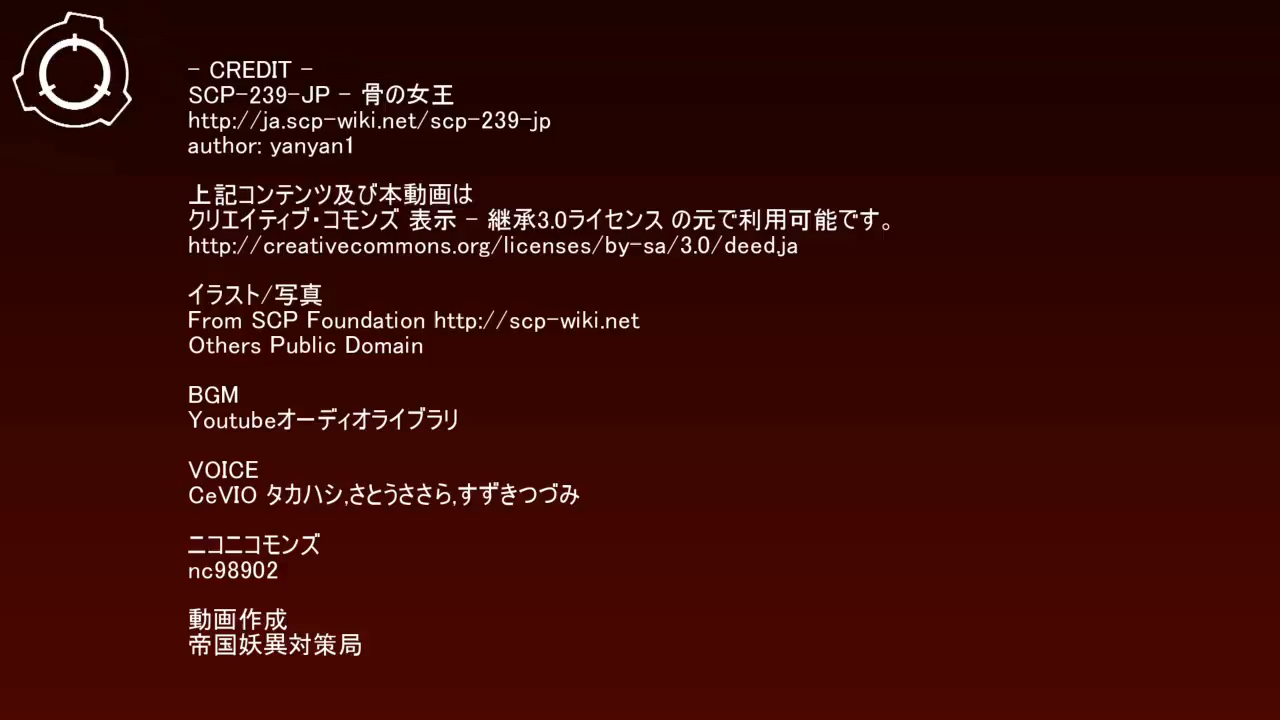 - CREDIT -
SCP-239-JP - 骨の女王
http://ja.scp-wiki.net/scp-239-jp
author: yanyan1
上記コンテンツ及び本動画は
クリエイティブ・コモンズ 表示 - 継承3.0ライセンス の元で利用可能です。
http://creativecommons.org/licenses/by-sa/3.0/deed.ja
イラスト/写真
From SCP Foundation http://scp-wiki.net
Others Public Domain
BGM
Youtubeオーディオライブラリ
VOICE
CeVIO タカハシ,さとうささら,すずきつづみ
ニコニコモンズ
nc98902
動画作成
帝国妖異対策局